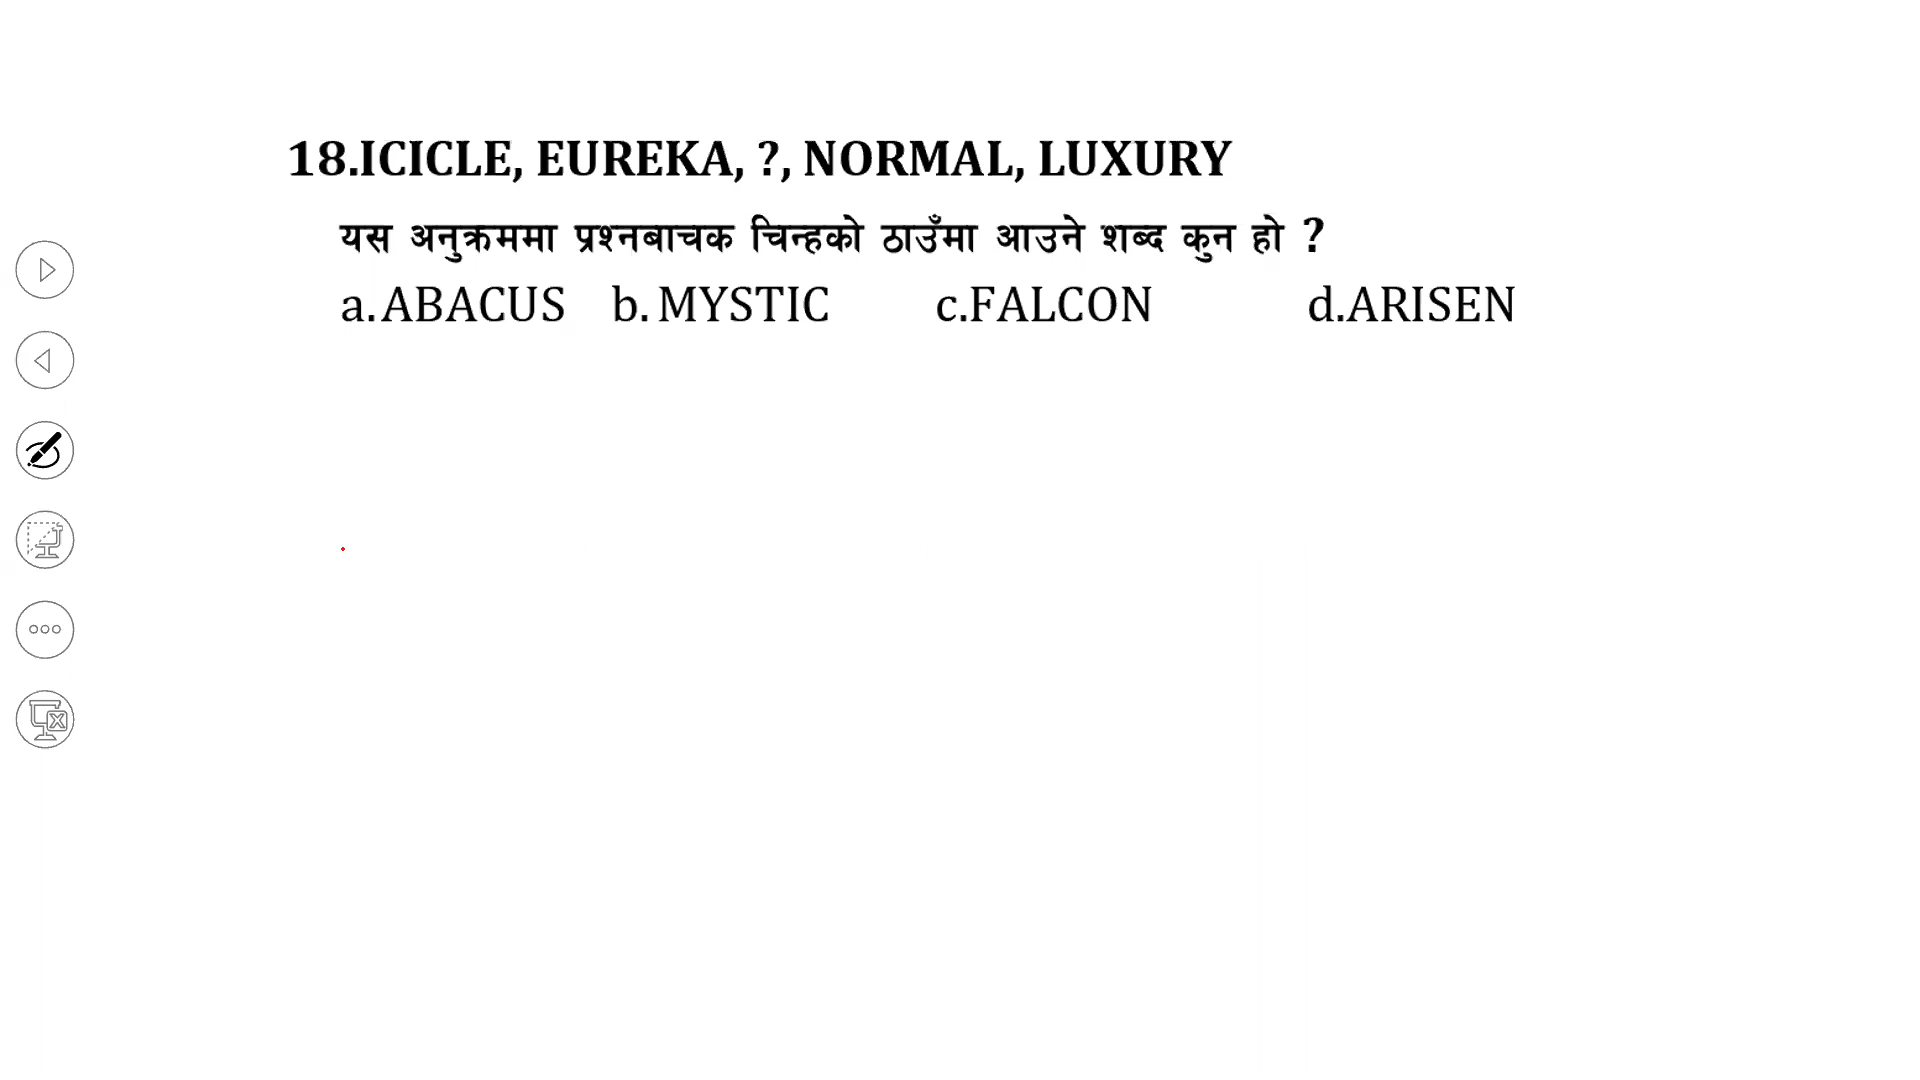 18.ICICLE, EUREKA, ?, NORMAL, LUXURY
यस अनुक्रममा प्रश्नबाचक चिन्हको ठाउँमा आउने शब्द कुन हो ?
a. ABACUS b. MYSTIC c.FALCON d.ARISEN